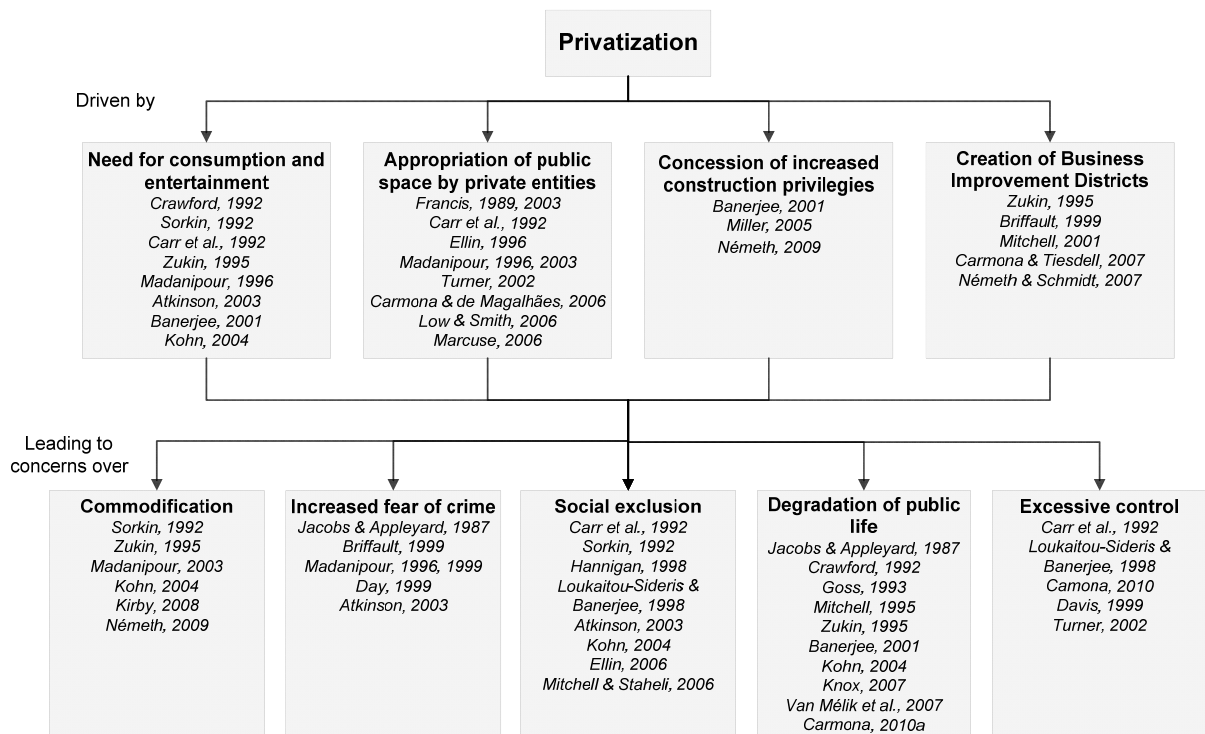 Privatization
Driven by
Need for consumption and
entertainment
Crawford, 1992
Sorkin, 1992
Carr et al., 1992
Zukin, 1995
Madanipour, 1996
Atkinson, 2003
Banerjee, 2001
Kohn, 2004
Appropriation of public
space by private entities
Francis, 1989, 2003
Carr et al., 1992
Ellin, 1996
Madanipour, 1996, 2003
Turner, 2002
Carmona & de Magalhães, 2006
Low & Smith, 2006
Marcuse, 2006
Concession of increased
construction privilegies
Banerjee, 2001
Miller, 2005
Németh, 2009
Creation of Business
Improvement Districts
Zukin, 1995
Briffault, 1999
Mitchell, 2001
Carmona & Tiesdell, 2007
Németh & Schmidt, 2007
Leading to
concerns over
Commodification
Sorkin, 1992
Zukin, 1995
Madanipour, 2003
Kohn, 2004
Kirby, 2008
Németh, 2009
Increased fear of crime
Jacobs & Appleyard, 1987
Briffault, 1999
Madanipour, 1996, 1999
Day, 1999
Atkinson, 2003
Social exclusion
Carr et al., 1992
Sorkin, 1992
Hannigan, 1998
Loukaitou-Sideris &
Banerjee, 1998
Atkinson, 2003
Kohn, 2004
Ellin, 2006
Mitchell & Staheli, 2006
Degradation of public
life
Jacobs & Appleyard, 1987
Crawford, 1992
Goss, 1993
Mitchell, 1995
Zukin, 1995
Banerjee, 2001
Kohn, 2004
Knox, 2007
Van Mélik et al., 2007
Carmona, 2010a
Excessive control
Carr et al., 1992
Loukaitou-Sideris &
Banerjee, 1998
Camona, 2010
Davis, 1999
Turner, 2002